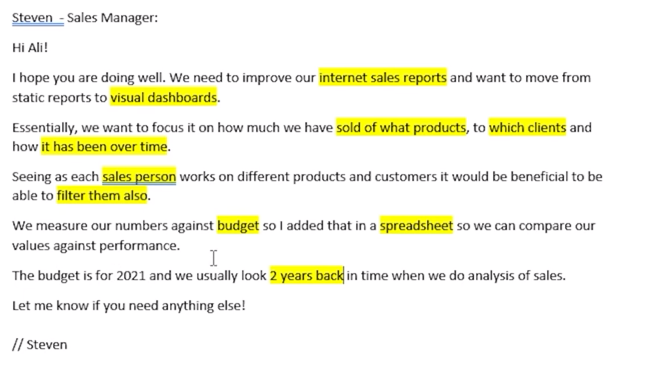 Steven  - Sales Manager:
Hi Ali!
I hope you are doing well. We need to improve our internet sales reports and want to move from
static reports to visual dashboards.
Essentially, we want to focus it on how much we have sold of what products, to which clients and
how it has been over time.
Seeing as each sales person works on different products and customers it would be beneficial to be
able to filter them also.
We measure our numbers against budget so I added that in a spreadsheet so we can compare our
values against performance.
The budget is for 2021 and we usually look 2 years back in time when we do analysis of sales.
Let me know if you need anything else!
// Steven